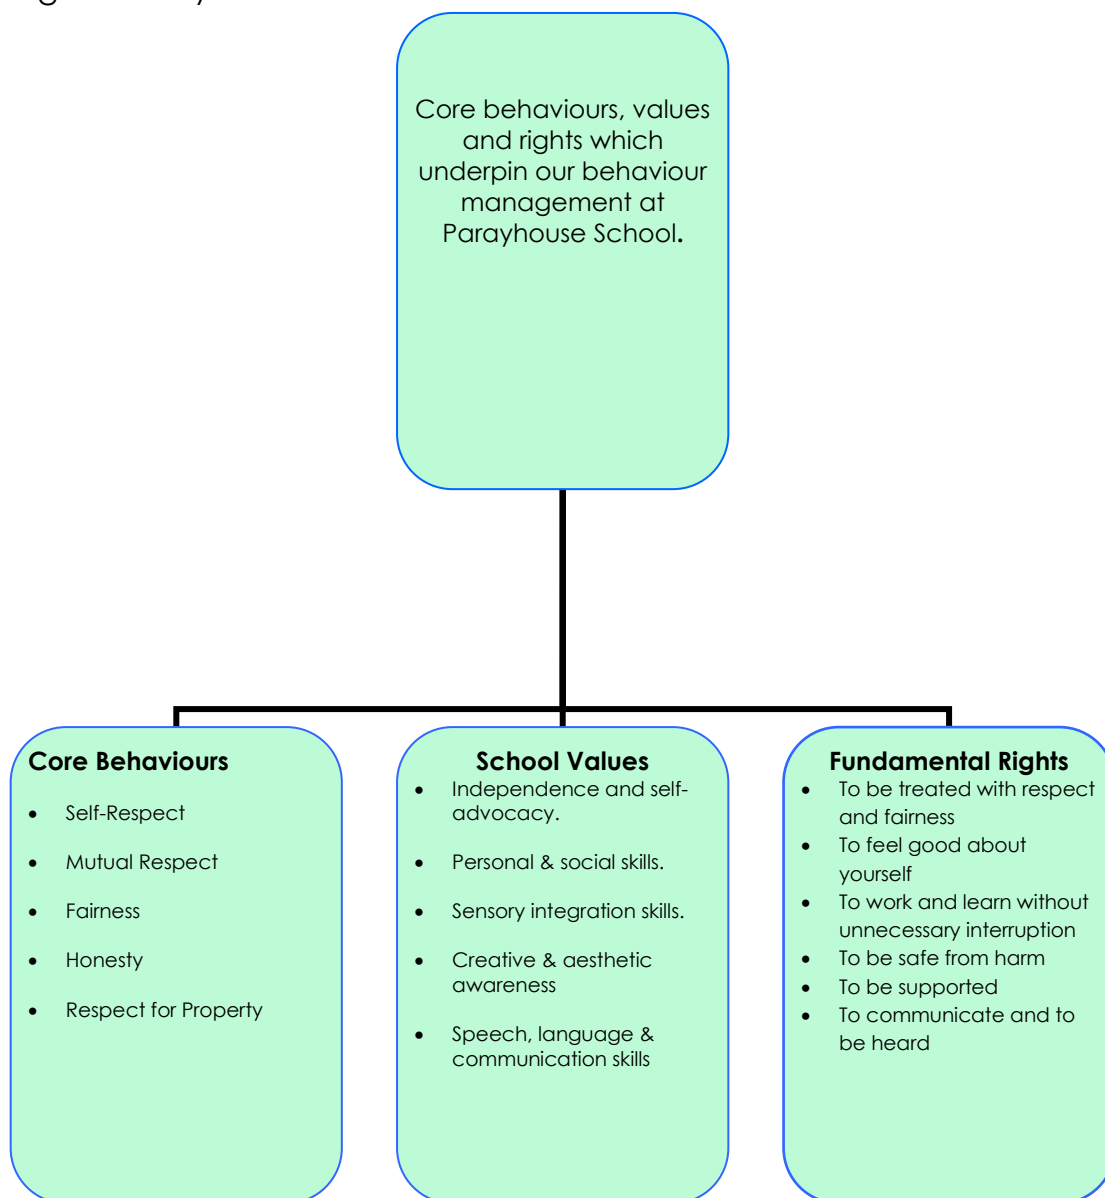 Core behaviours, values
and rights which
underpin our behaviour
management at
Parayhouse School.
Core Behaviours
• Self-Respect
• Mutual Respect
• Fairness
• Honesty
• Respect for Property
School Values
• Independence and self-
advocacy.
• Personal & social skills.
• Sensory integration skills.
• Creative & aesthetic
awareness
• Speech, language &
communication skills
Fundamental Rights
• To be treated with respect
and fairness
• To feel good about
yourself
• To work and learn without
unnecessary interruption
• To be safe from harm
• To be supported
• To communicate and to
be heard